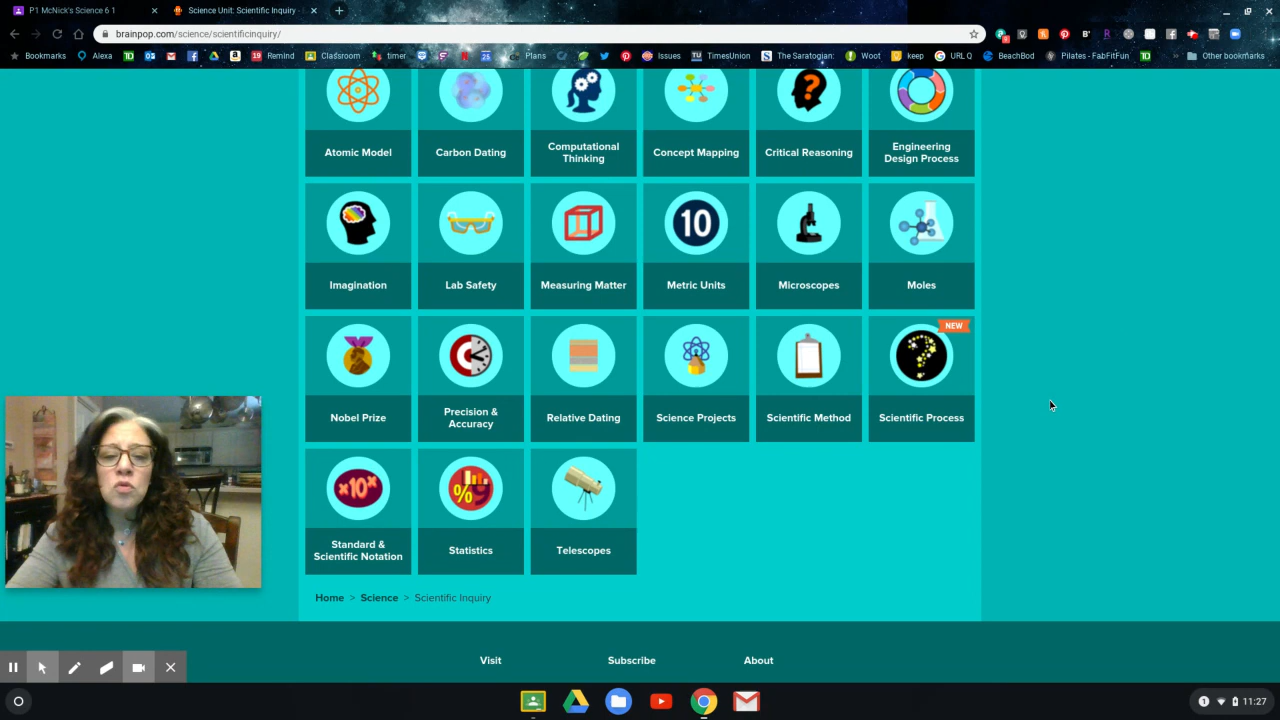 P1 McNick's Science 6 1
Science Unit: Scientific Inquiry -
brainpop.com/science/scientificinquiry/
Bookmarks Alexa Remind Classroom timer Plans Issues TimesUnion The Saratogian: Woot keep URL Q BeachBod Pilates - FabFitFun Other bookmarks
Atomic Model
Carbon Dating
Computational
Thinking
Concept Mapping
Critical Reasoning
Engineering
Design Process
10
Imagination
Lab Safety
Measuring Matter
Metric Units
Microscopes
Moles
NEW
Nobel Prize
Precision &
Accuracy
Relative Dating
Science Projects
Scientific Method
Scientific Process
x10x
%
Standard &
Scientific Notation
Statistics
Telescopes
Home > Science > Scientific Inquiry
Visit Subscribe About
11:27